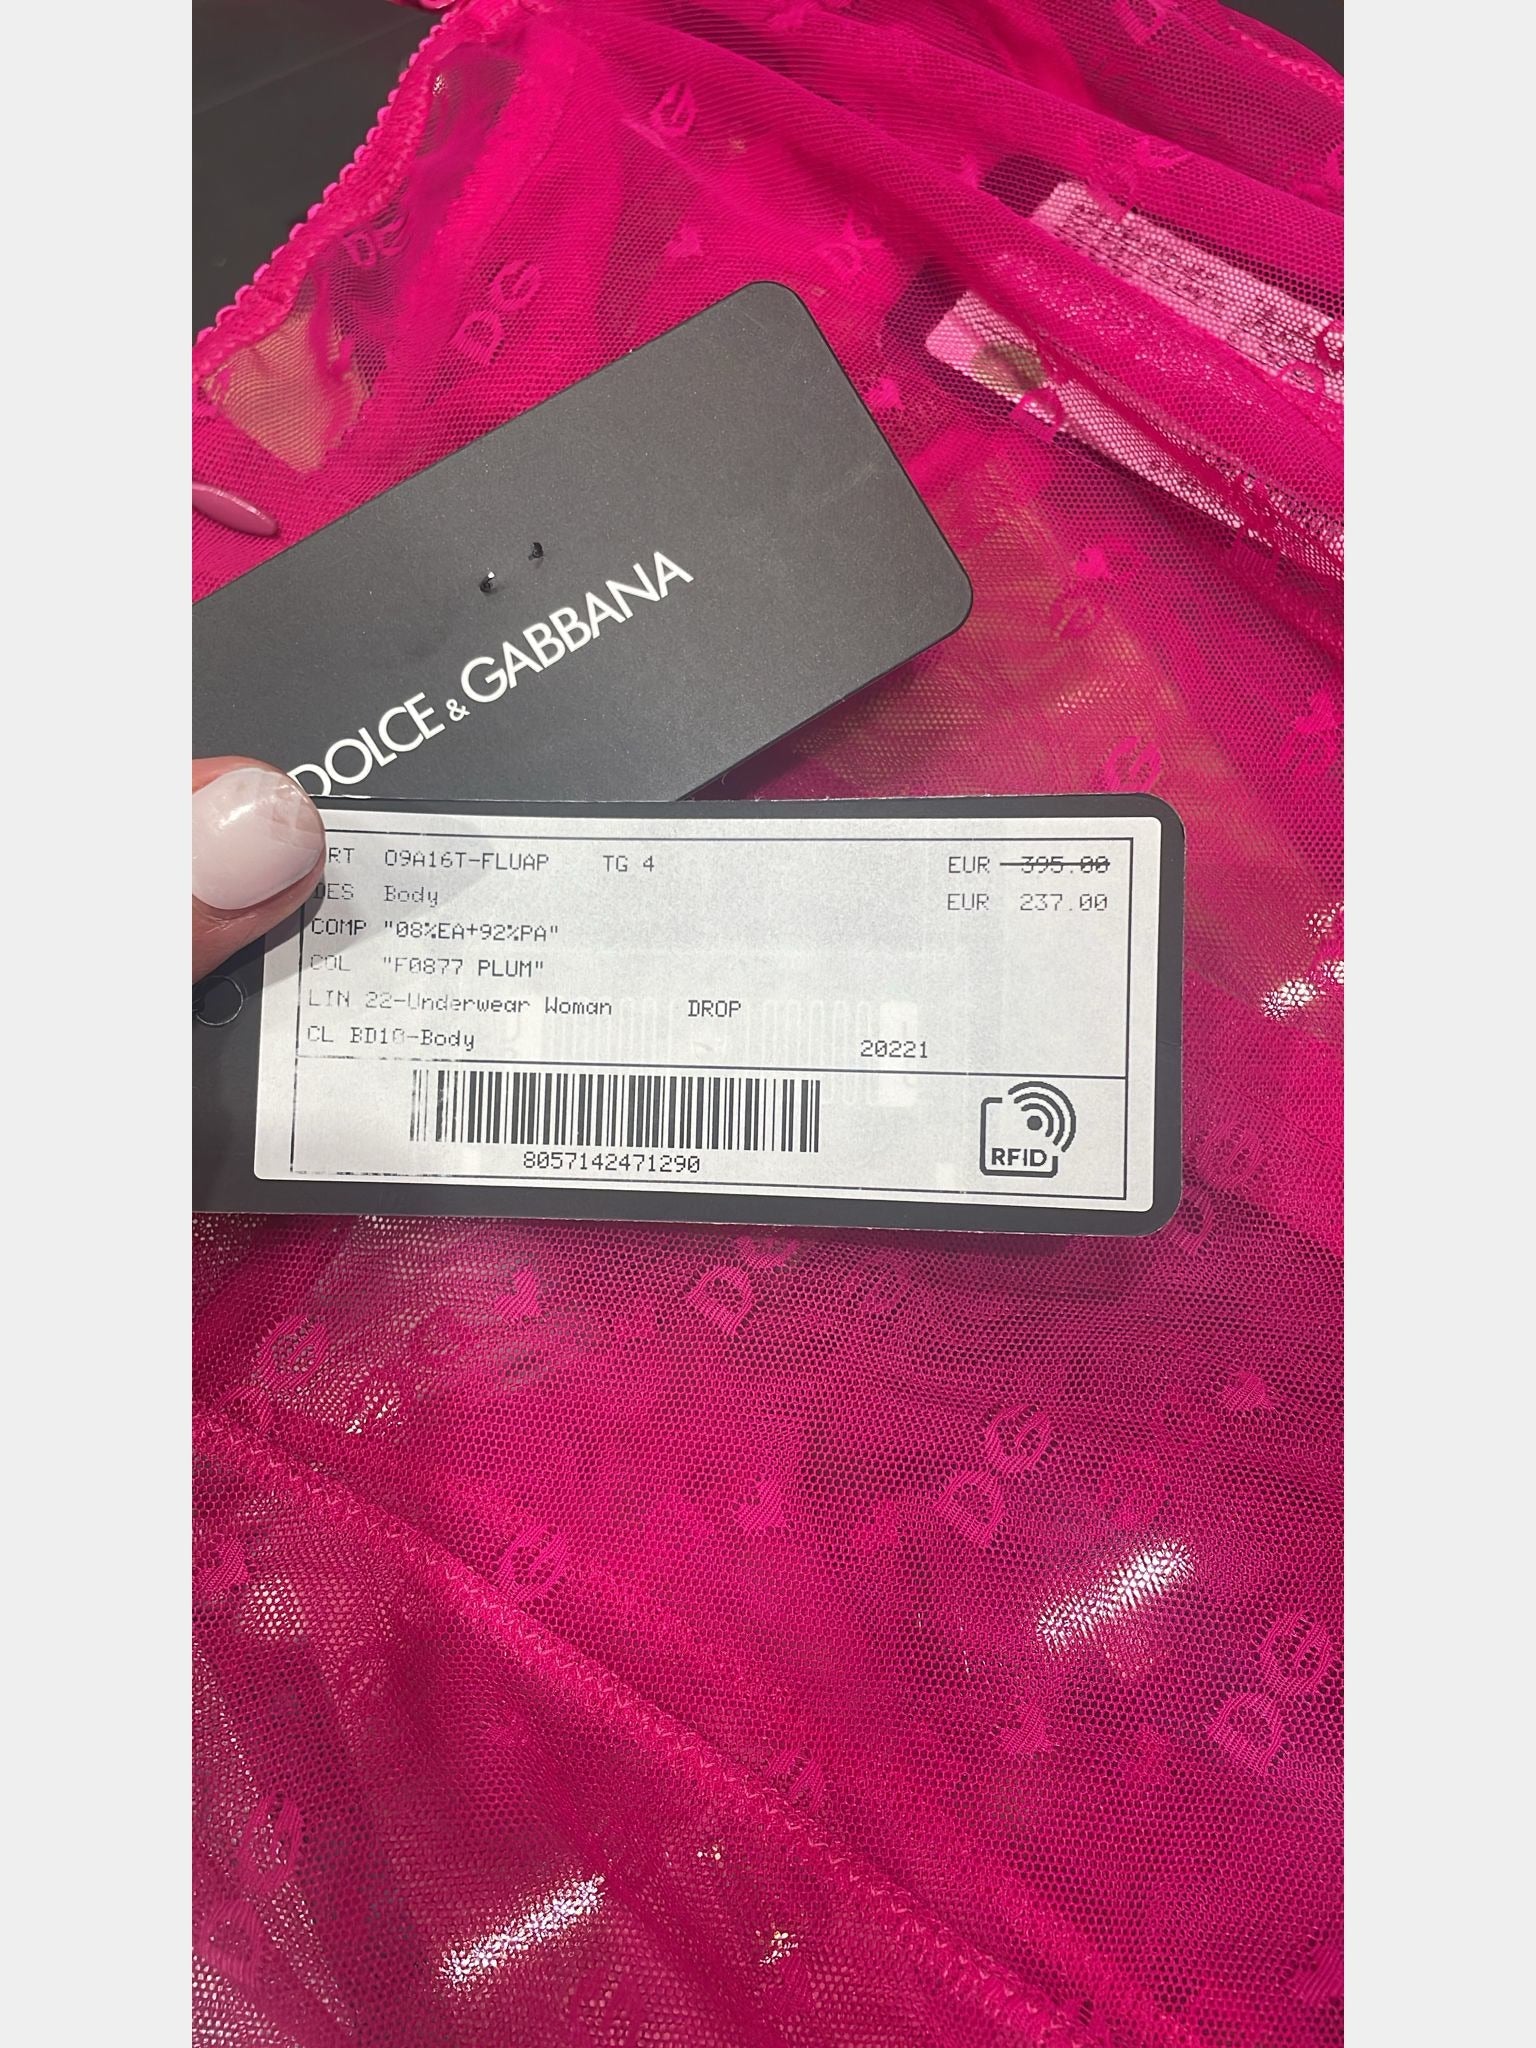 DOLCE & GABBANA
RT O9A16T-FLUAP TG 4 EUR 395.00
DES Body EUR 237.00
COMP "08%EA+92%PA"
COL "F0877 PLUM"
LIN 22-Underwear Woman DROP
CL BD10-Body 20221
8057142471290
RFID